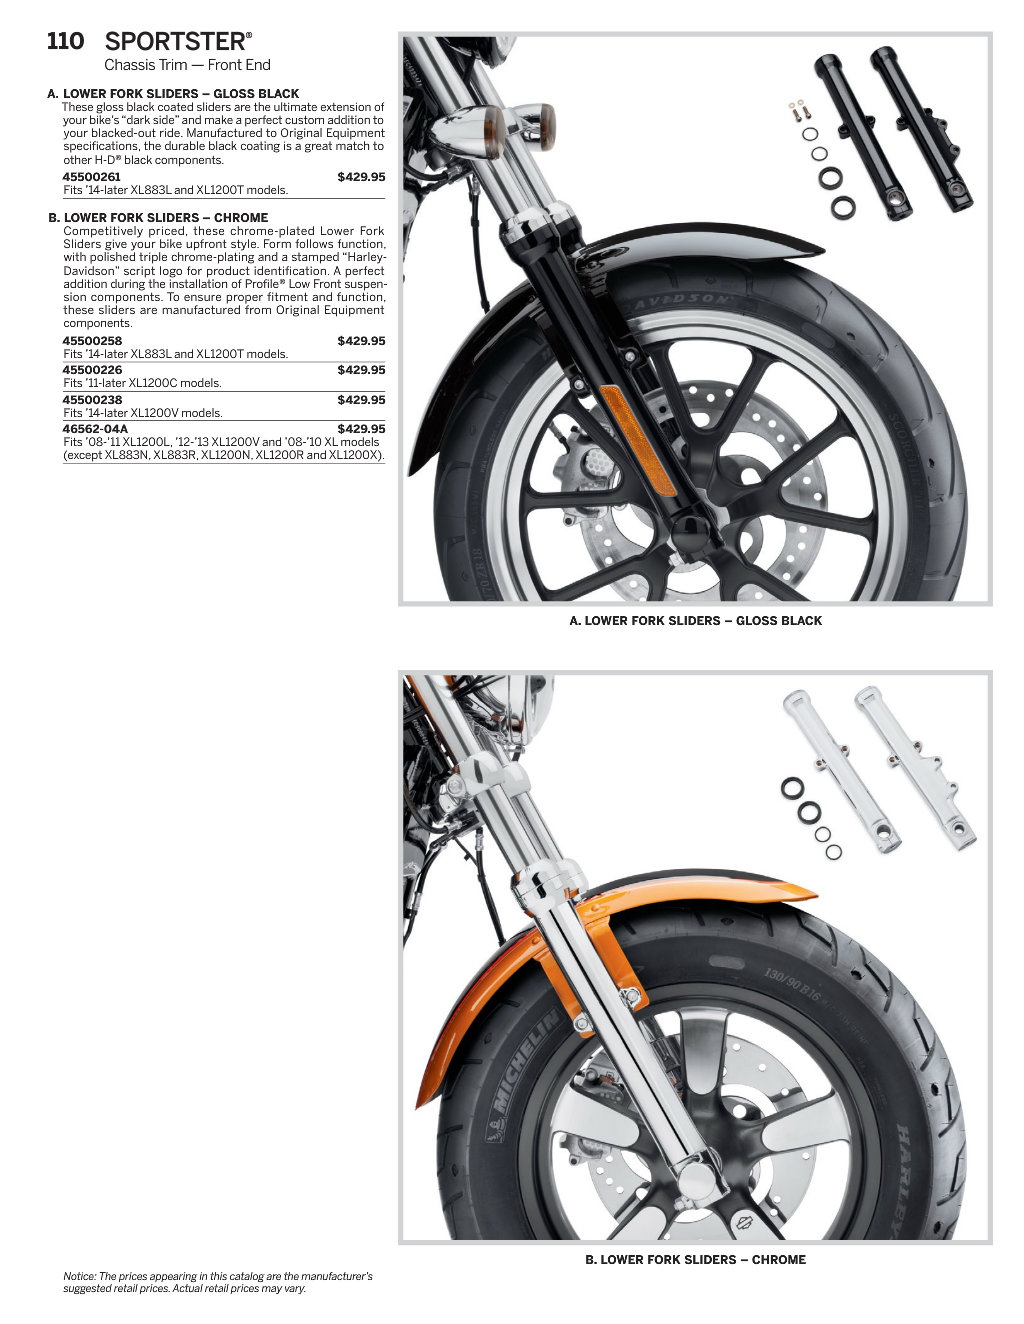 110 SPORTSTER®
Chassis Trim — Front End
A. LOWER FORK SLIDERS – GLOSS BLACK
These gloss black coated sliders are the ultimate extension of
your bike's “dark side” and make a perfect custom addition to
your blacked-out ride. Manufactured to Original Equipment
specifications, the durable black coating is a great match to
other H-D® black components.
45500261 $429.95
Fits ’14-later XL883L and XL1200T models.
B. LOWER FORK SLIDERS – CHROME
Competitively priced, these chrome-plated Lower Fork
Sliders give your bike upfront style. Form follows function,
with polished triple chrome-plating and a stamped “Harley-
Davidson” script logo for product identification. A perfect
addition during the installation of Profile® Low Front suspen-
sion components. To ensure proper fitment and function,
these sliders are manufactured from Original Equipment
components.
45500258 $429.95
Fits ’14-later XL883L and XL1200T models.
45500226 $429.95
Fits ’11-later XL1200C models.
45500238 $429.95
Fits ’14-later XL1200V models.
46562-04A $429.95
Fits ’08-’11 XL1200L, ’12-’13 XL1200V and ’08-’10 XL models
(except XL883N, XL883R, XL1200N, XL1200R and XL1200X).
AVIDSON
A. LOWER FORK SLIDERS – GLOSS BLACK
130/90 B16
MICHELIN
HARLEY
B. LOWER FORK SLIDERS – CHROME
Notice: The prices appearing in this catalog are the manufacturer’s
suggested retail prices. Actual retail prices may vary.